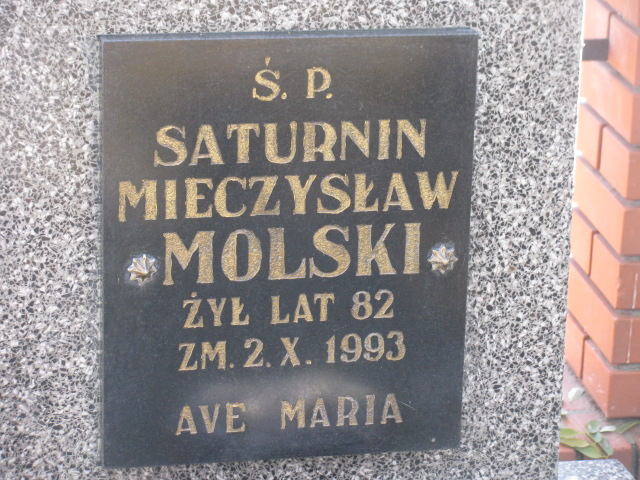 Ś. P.
SATURNIN
MIECZYSŁAW
MOLSKI
ŻYŁ LAT 82
ZM. 2. X. 1993
AVE MARIA